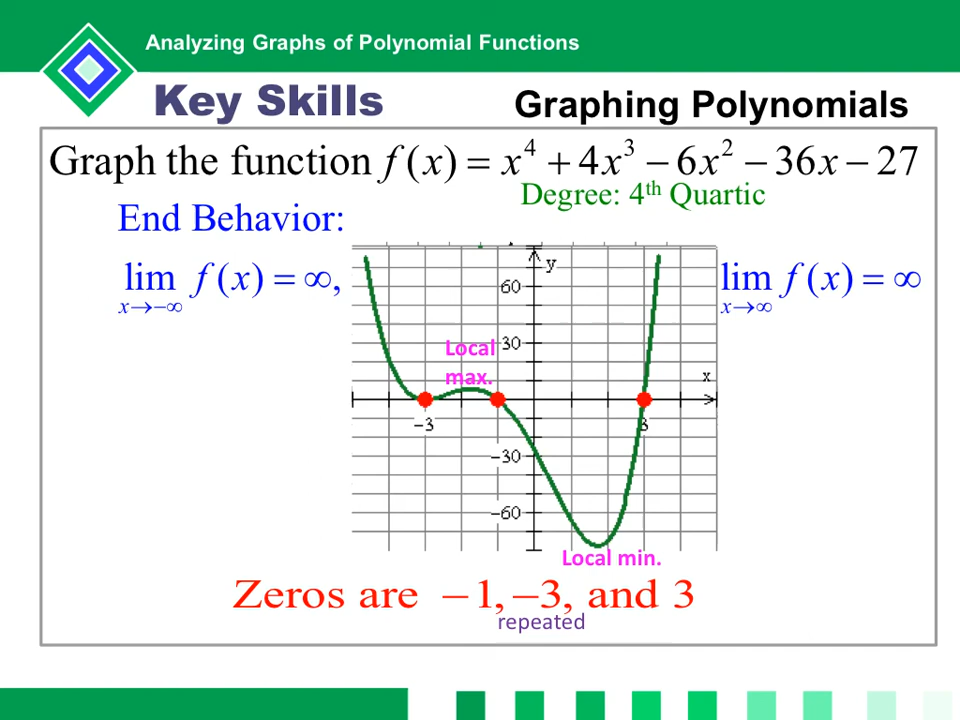 Analyzing Graphs of Polynomial Functions
Key Skills
Graphing Polynomials
Graph the function f(x) = x⁴ + 4x³ − 6x² − 36x − 27
Degree: 4th Quartic
End Behavior:
lim f(x) = ∞,
x→−∞
lim f(x) = ∞
x→∞
y
60
30
Local
max.
x
−3
3
−30
−60
Local min.
Zeros are −1, −3, and 3
repeated